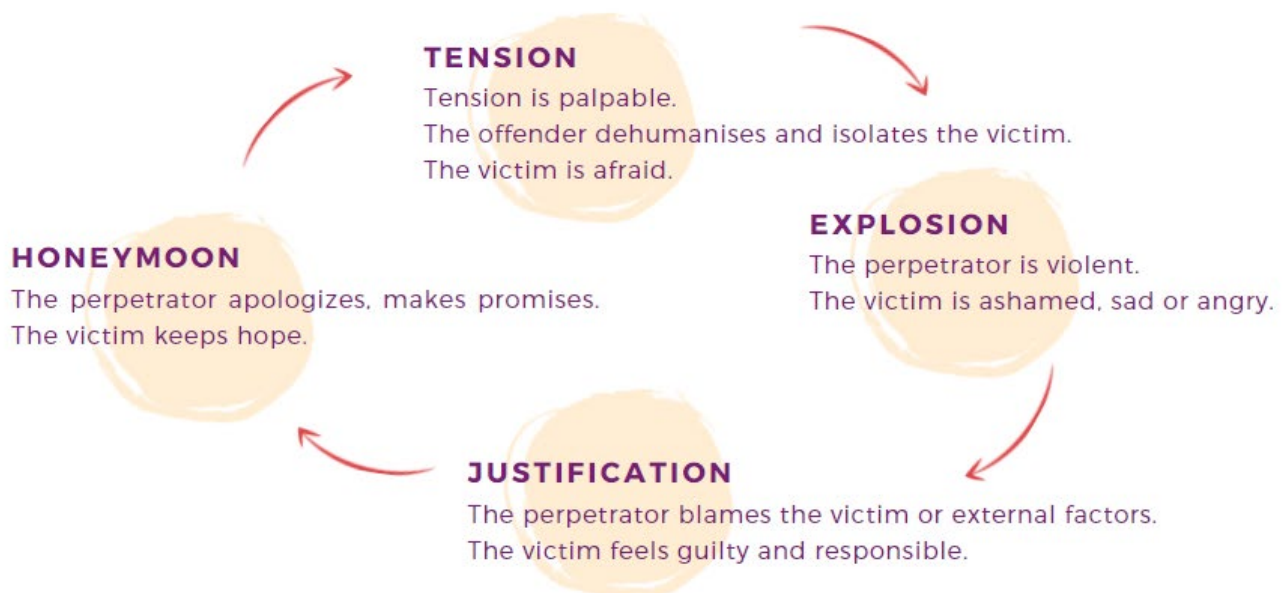 TENSION
Tension is palpable.
The offender dehumanises and isolates the victim.
The victim is afraid.
EXPLOSION
The perpetrator is violent.
The victim is ashamed, sad or angry.
JUSTIFICATION
The perpetrator blames the victim or external factors.
The victim feels guilty and responsible.
HONEYMOON
The perpetrator apologizes, makes promises.
The victim keeps hope.